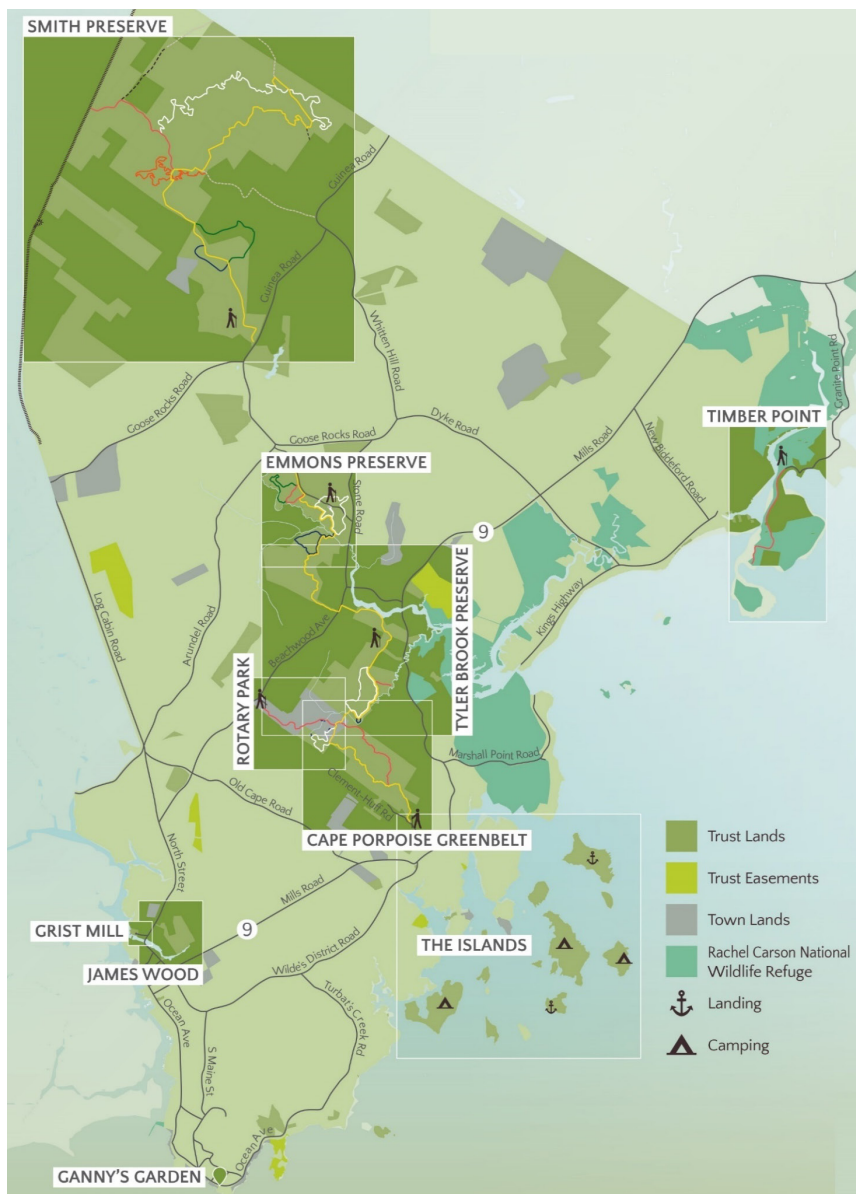 SMITH PRESERVE
Guinea Road
Guinea Road
Whitten Hill Road
Goose Rocks Road
Goose Rocks Road
Dyke Road
Mills Road
New Biddeford Road
Granite Point Rd
TIMBER POINT
EMMONS PRESERVE
Stone Road
9
Log Cabin Road
Arundel Road
Beachwood Ave
Kings Highway
TYLER BROOK PRESERVE
ROTARY PARK
Marshall Point Road
Old Cape Road
Clement-Huff Rd
CAPE PORPOISE GREENBELT
North Street
Mills Road
GRIST MILL
9
JAMES WOOD
Wilde's District Road
THE ISLANDS
Trust Lands
Trust Easements
Town Lands
Rachel Carson National
Wildlife Refuge
Landing
Camping
Ocean Ave
S Maine St
Turbat's Creek Rd
Ocean Ave
GANNY'S GARDEN